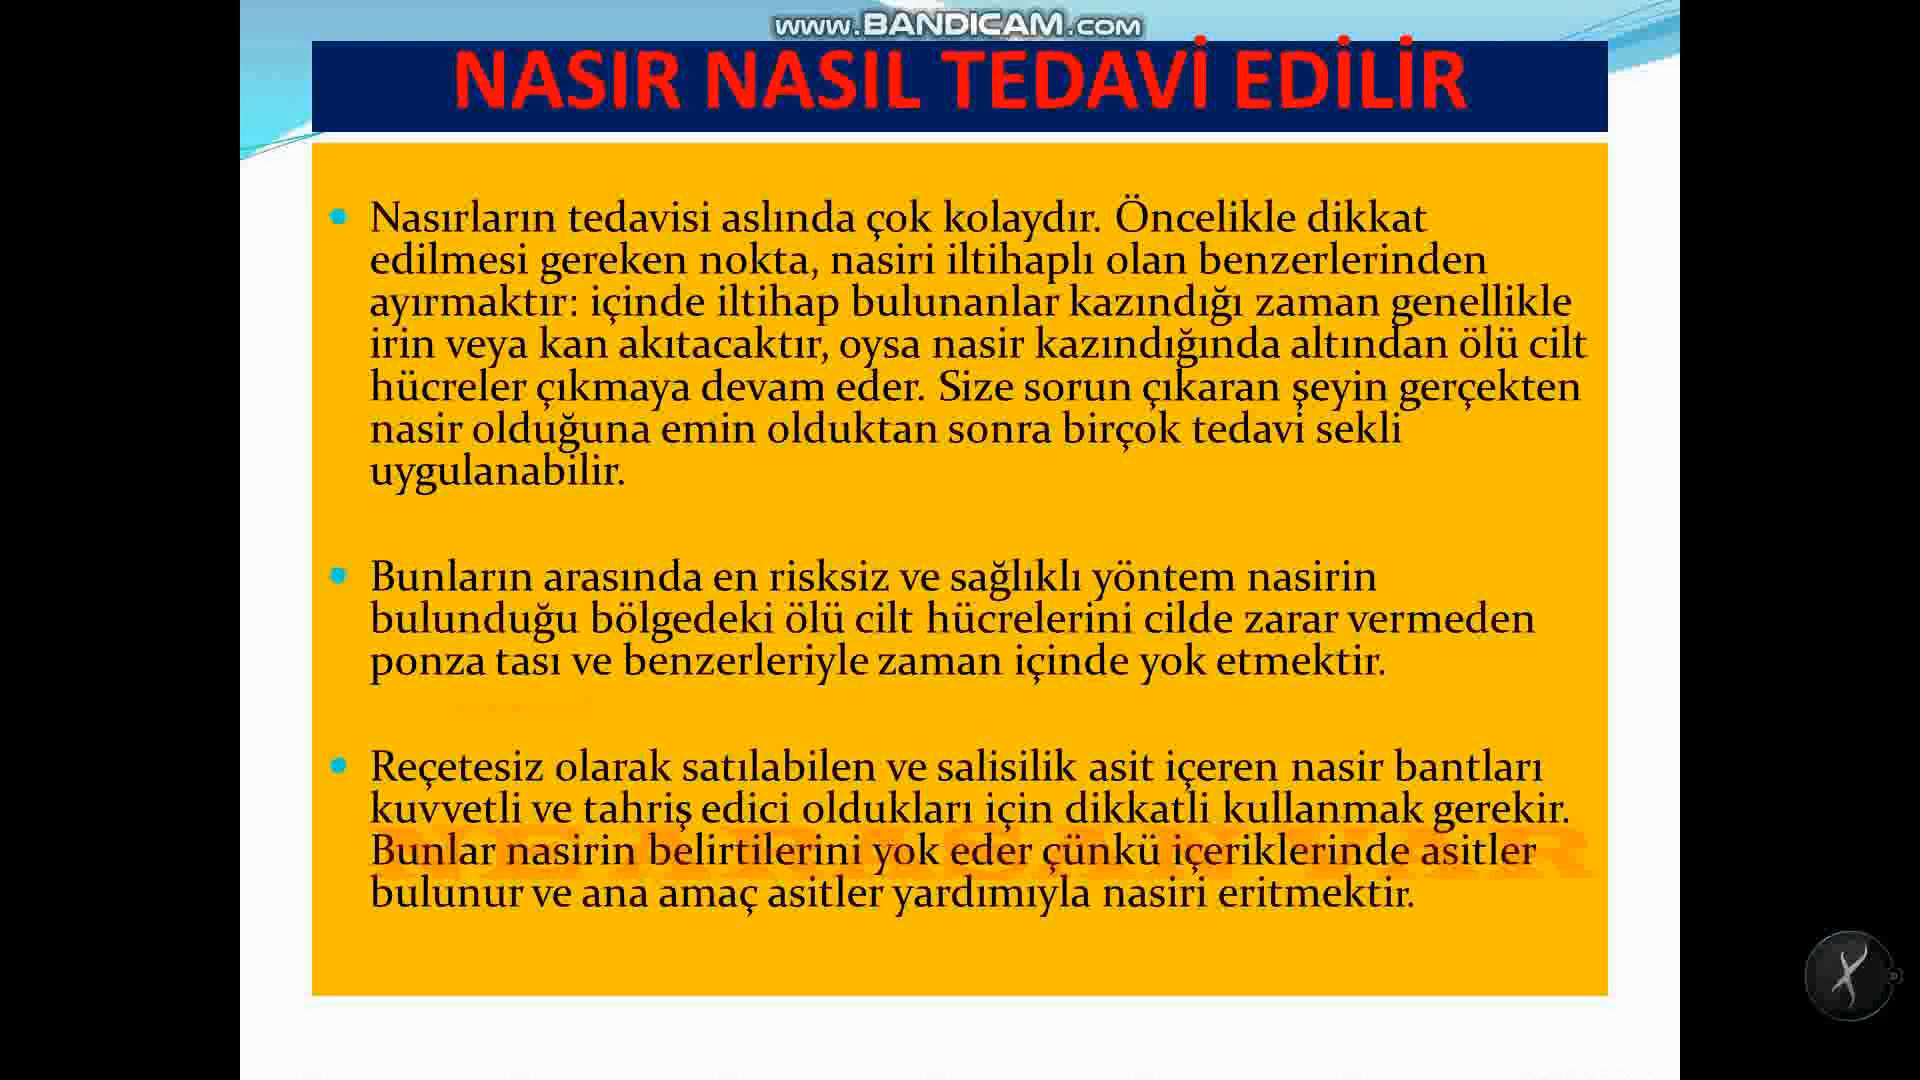 www.BANDICAM.com
NASIR NASIL TEDAVİ EDİLİR
Nasırların tedavisi aslında çok kolaydır. Öncelikle dikkat
edilmesi gereken nokta, nasiri iltihaplı olan benzerlerinden
ayırmaktır: içinde iltihap bulunanlar kazındığı zaman genellikle
irin veya kan akıtacaktır, oysa nasir kazındığında altından ölü cilt
hücreler çıkmaya devam eder. Size sorun çıkaran şeyin gerçekten
nasir olduğuna emin olduktan sonra birçok tedavi sekli
uygulanabilir.
Bunların arasında en risksiz ve sağlıklı yöntem nasirin
bulunduğu bölgedeki ölü cilt hücrelerini cilde zarar vermeden
ponza tası ve benzerleriyle zaman içinde yok etmektir.
Reçetesiz olarak satılabilen ve salisilik asit içeren nasir bantları
kuvvetli ve tahriş edici oldukları için dikkatli kullanmak gerekir.
Bunlar nasirin belirtilerini yok eder çünkü içeriklerinde asitler
bulunur ve ana amaç asitler yardımıyla nasiri eritmektir.